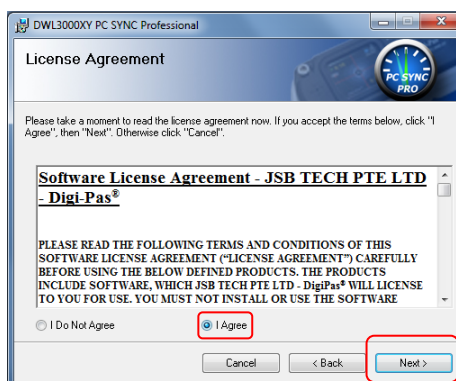 DWL3000XY PC SYNC Professional
License Agreement
PC SYNC
PRO
Please take a moment to read the license agreement now. If you accept the terms below, click "I
Agree", then "Next". Otherwise click "Cancel".
Software License Agreement - JSB TECH PTE LTD
- Digi-Pas®
PLEASE READ THE FOLLOWING TERMS AND CONDITIONS OF THIS
SOFTWARE LICENSE AGREEMENT (“LICENSE AGREEMENT”) CAREFULLY
BEFORE USING THE BELOW DEFINED PRODUCTS. THE PRODUCTS
INCLUDE SOFTWARE, WHICH JSB TECH PTE LTD - DigiPas® WILL LICENSE
TO YOU FOR USE. YOU MUST NOT INSTALL OR USE THE SOFTWARE
I Do Not Agree
I Agree
Cancel
< Back
Next >